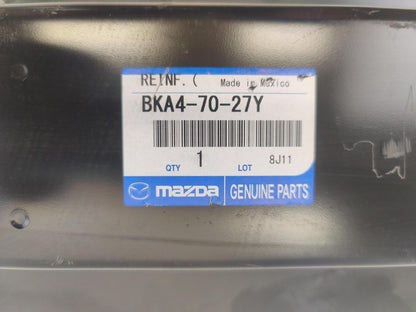 REINF. ( Made in Mexico
BKA4-70-27Y
QTY 1 LOT 8J11
mazda GENUINE PARTS